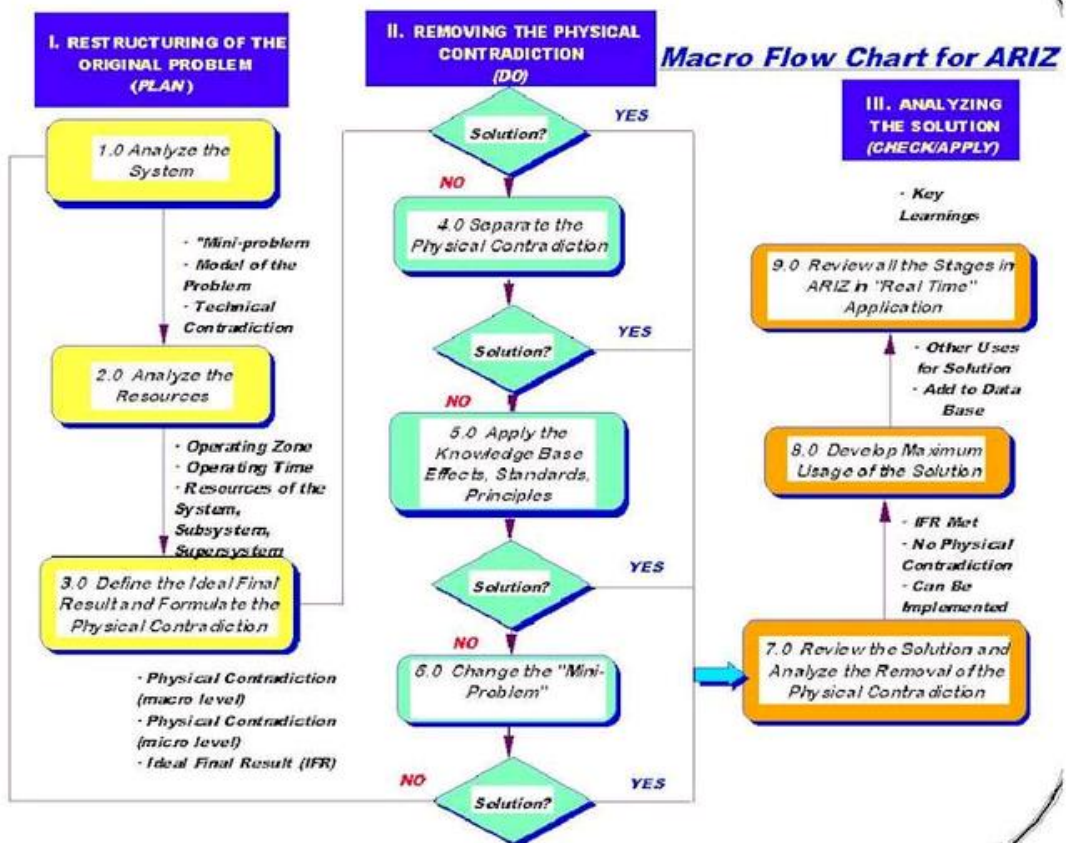 I. RESTRUCTURING OF THE
ORIGINAL PROBLEM
(PLAN)
1.0 Analyze the
System
- "Mini-problem
- Model of the
Problem
- Technical
Contradiction
2.0 Analyze the
Resources
- Operating Zone
- Operating Time
- Resources of the
System,
Subsystem,
Supersystem
3.0 Define the Ideal Final
Result and Formulate the
Physical Contradiction
- Physical Contradiction
(macro level)
- Physical Contradiction
(micro level)
- Ideal Final Result (IFR)
II. REMOVING THE PHYSICAL
CONTRADICTION
(DO)
Solution?
YES
NO
4.0 Separate the
Physical Contradiction
Solution?
YES
NO
5.0 Apply the
Knowledge Base
Effects, Standards,
Principles
Solution?
YES
NO
6.0 Change the "Mini-
Problem"
NO
Solution?
YES
Macro Flow Chart for ARIZ
III. ANALYZING
THE SOLUTION
(CHECK/APPLY)
- Key
Learnings
9.0 Review all the Stages in
ARIZ in "Real Time"
Application
- Other Uses
for Solution
- Add to Data
Base
8.0 Develop Maximum
Usage of the Solution
- IFR Met
- No Physical
Contradiction
- Can Be
Implemented
7.0 Review the Solution and
Analyze the Removal of the
Physical Contradiction